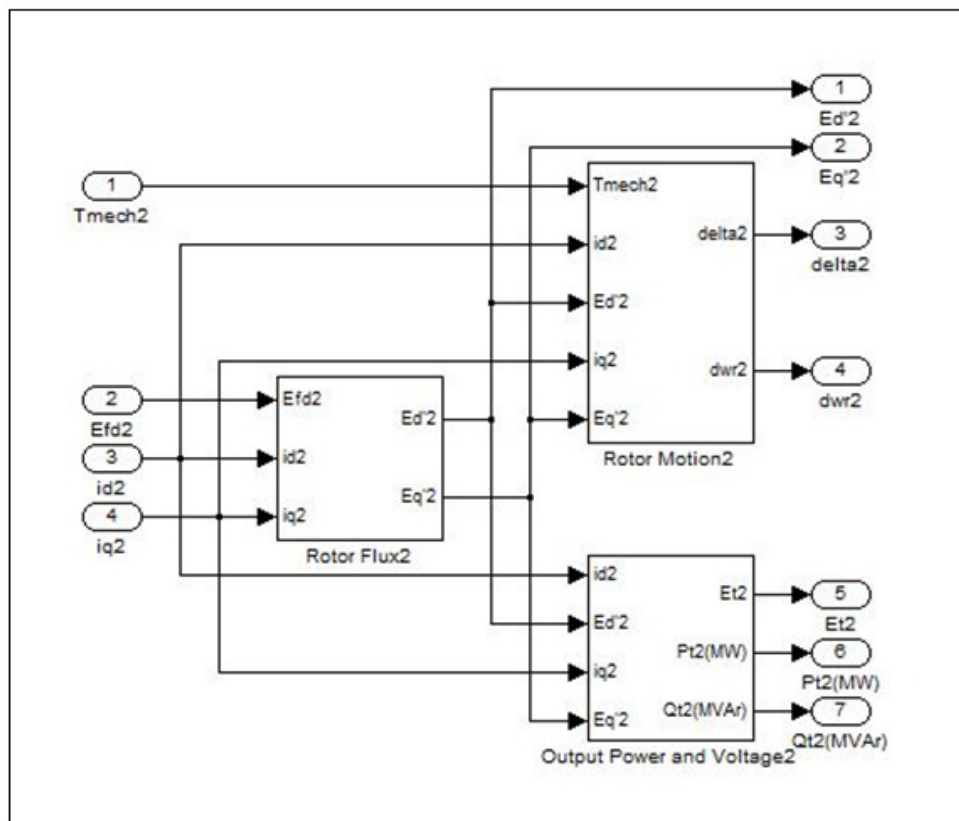 1
Ed'2
2
Eq'2
1
Tmech2
Tmech2
id2
Ed'2
iq2
Eq'2
delta2
dwr2
Rotor Motion2
3
delta2
4
dwr2
2
Efd2
3
id2
4
iq2
Efd2
id2
iq2
Ed'2
Eq'2
Rotor Flux2
id2
Ed'2
iq2
Eq'2
Et2
Pt2(MW)
Qt2(MVAr)
Output Power and Voltage2
5
Et2
6
Pt2(MW)
7
Qt2(MVAr)